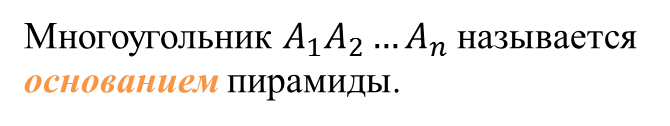 Многоугольник A₁A₂ … Aₙ называется
основанием пирамиды.